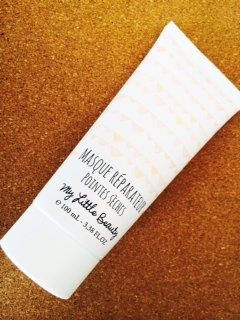 MASQUE RÉPARATEUR
POINTES SÈCHES
My Little Beauty
e 100 mL - 3,38 FL.OZ